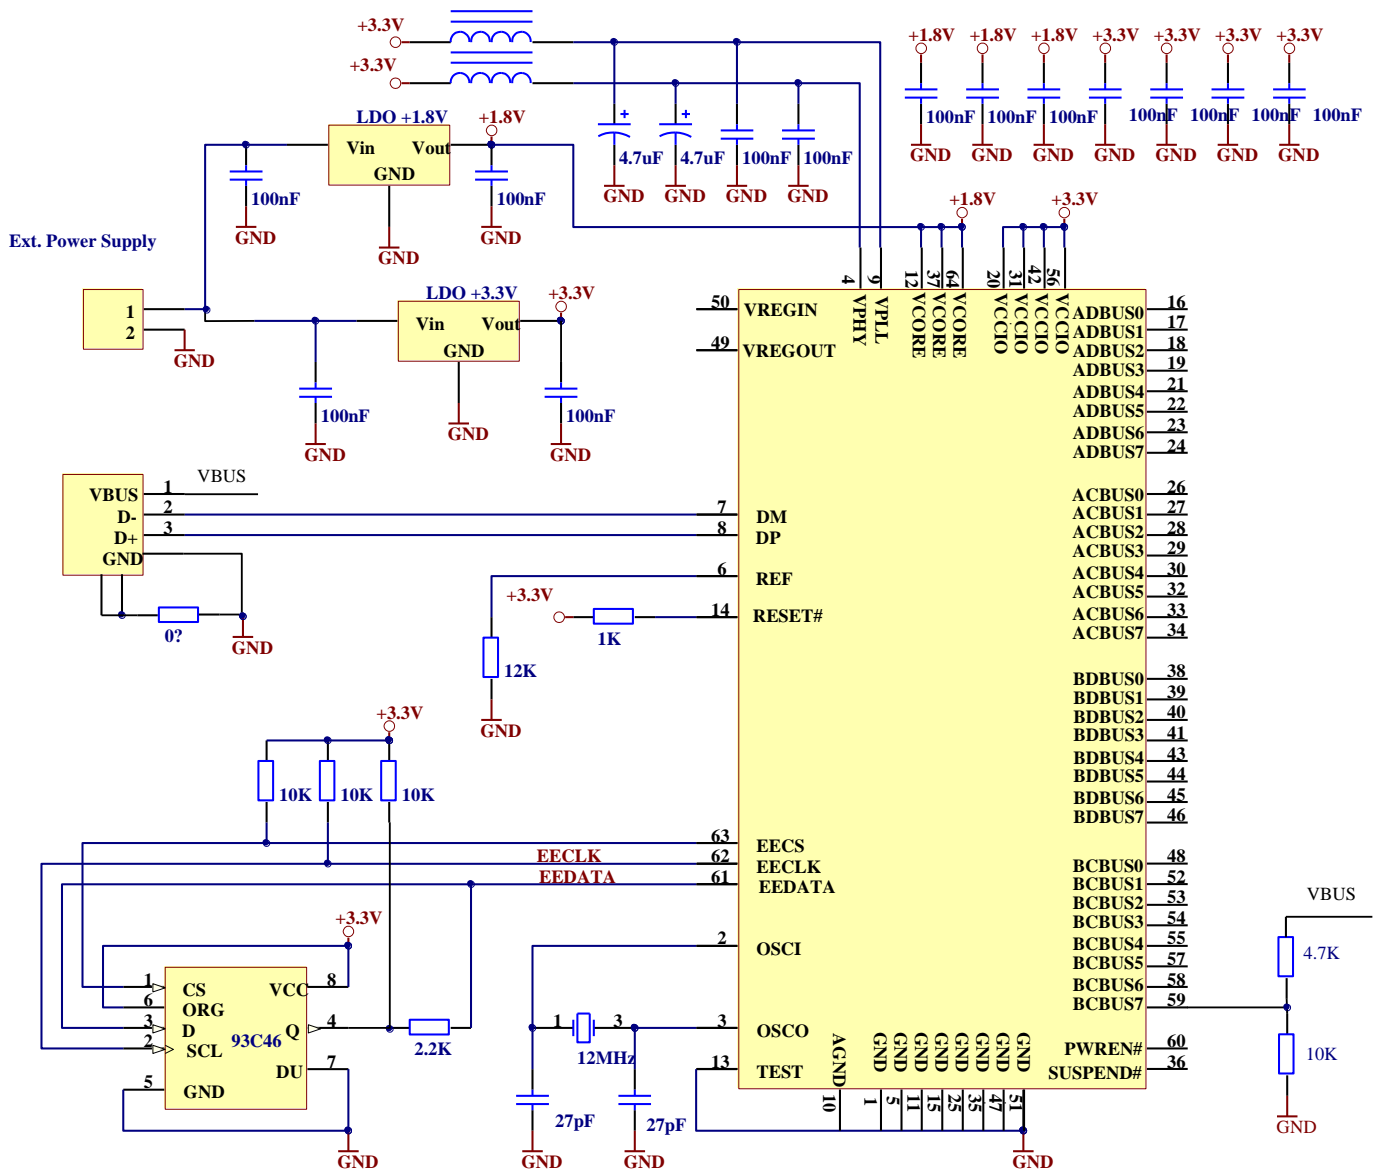 +3.3V
+3.3V
+1.8V +1.8V +1.8V +3.3V +3.3V +3.3V +3.3V
100nF 100nF 100nF 100nF 100nF 100nF 100nF
GND GND GND GND GND GND GND
LDO +1.8V
+1.8V
Vin Vout
GND
100nF
100nF
GND
GND
GND
4.7uF 4.7uF 100nF 100nF
GND GND GND GND
Ext. Power Supply
1
2
GND
LDO +3.3V
+3.3V
Vin Vout
GND
100nF
100nF
GND
GND
GND
+1.8V
+3.3V
4 9 12 37 64 20 31 42 56
VPHY VPLL VCORE VCORE VCORE VCCIO VCCIO VCCIO VCCIO
50 VREGIN
49 VREGOUT
ADBUS0 16
ADBUS1 17
ADBUS2 18
ADBUS3 19
ADBUS4 21
ADBUS5 22
ADBUS6 23
ADBUS7 24
ACBUS0 26
ACBUS1 27
ACBUS2 28
ACBUS3 29
ACBUS4 30
ACBUS5 32
ACBUS6 33
ACBUS7 34
BDBUS0 38
BDBUS1 39
BDBUS2 40
BDBUS3 41
BDBUS4 43
BDBUS5 44
BDBUS6 45
BDBUS7 46
BCBUS0 48
BCBUS1 52
BCBUS2 53
BCBUS3 54
BCBUS4 55
BCBUS5 57
BCBUS6 58
BCBUS7 59
PWREN# 60
SUSPEND# 36
VBUS 1 VBUS
D- 2
D+ 3
GND
0?
GND
7 DM
8 DP
6 REF
+3.3V
14 RESET#
1K
12K
GND
+3.3V
10K 10K 10K
63 EECS
EECLK 62 EECLK
EEDATA 61 EEDATA
+3.3V
1 CS
6 ORG
3 D
2 SCL
5 GND
93C46
VCC 8
Q 4
DU 7
2.2K
GND
2 OSCI
1 3
12MHz
3 OSCO
13 TEST
27pF
27pF
GND
GND
AGND GND GND GND GND GND GND GND GND
10 1 5 11 15 25 35 47 51
GND
VBUS
4.7K
10K
GND